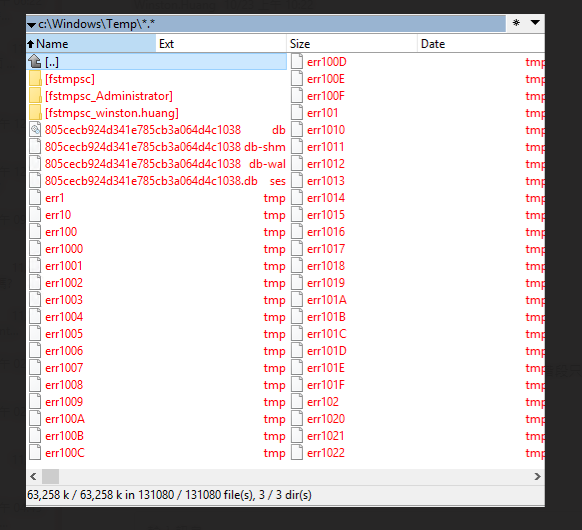 c:\Windows\Temp\*.* * 
Name Ext Size Date
[..]
[fstmpsc]
[fstmpsc_Administrator]
[fstmpsc_winston.huang]
805cecb924d341e785cb3a064d4c1038 db
805cecb924d341e785cb3a064d4c1038 db-shm
805cecb924d341e785cb3a064d4c1038 db-wal
805cecb924d341e785cb3a064d4c1038.db ses
err1 tmp
err10 tmp
err100 tmp
err1000 tmp
err1001 tmp
err1002 tmp
err1003 tmp
err1004 tmp
err1005 tmp
err1006 tmp
err1007 tmp
err1008 tmp
err1009 tmp
err100A tmp
err100B tmp
err100C tmp
err100D tmp
err100E tmp
err100F tmp
err101 tmp
err1010 tmp
err1011 tmp
err1012 tmp
err1013 tmp
err1014 tmp
err1015 tmp
err1016 tmp
err1017 tmp
err1018 tmp
err1019 tmp
err101A tmp
err101B tmp
err101C tmp
err101D tmp
err101E tmp
err101F tmp
err102 tmp
err1020 tmp
err1021 tmp
err1022 tmp
63,258 k / 63,258 k in 131080 / 131080 file(s), 3 / 3 dir(s)